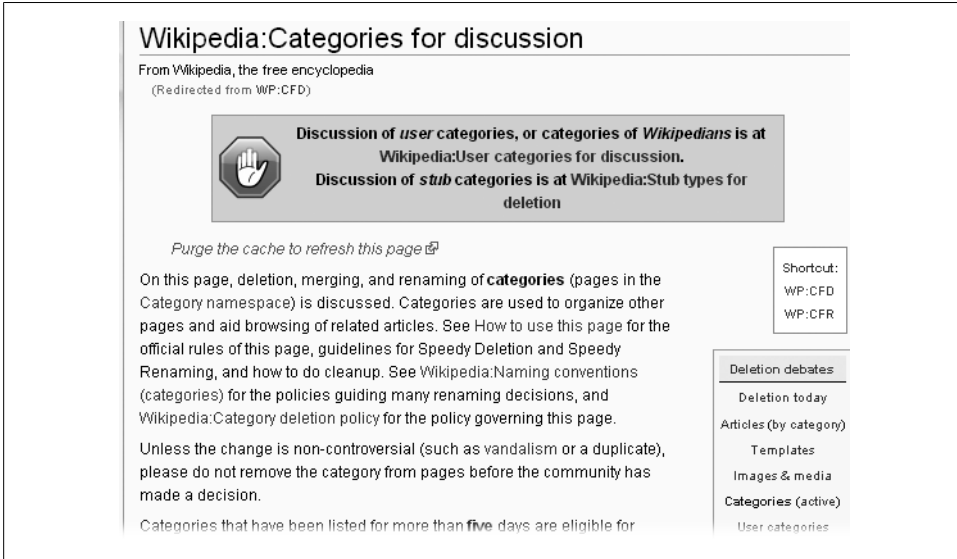 Wikipedia:Categories for discussion
From Wikipedia, the free encyclopedia
(Redirected from WP:CFD)
Discussion of user categories, or categories of Wikipedians is at
Wikipedia:User categories for discussion.
Discussion of stub categories is at Wikipedia:Stub types for
deletion
Purge the cache to refresh this page
On this page, deletion, merging, and renaming of categories (pages in the
Category namespace) is discussed. Categories are used to organize other
pages and aid browsing of related articles. See How to use this page for the
official rules of this page, guidelines for Speedy Deletion and Speedy
Renaming, and how to do cleanup. See Wikipedia:Naming conventions
(categories) for the policies guiding many renaming decisions, and
Wikipedia:Category deletion policy for the policy governing this page.
Unless the change is non-controversial (such as vandalism or a duplicate),
please do not remove the category from pages before the community has
made a decision.
Categories that have been listed for more than five days are eligible for
Shortcut:
WP:CFD
WP:CFR
Deletion debates
Deletion today
Articles (by category)
Templates
Images & media
Categories (active)
User categories